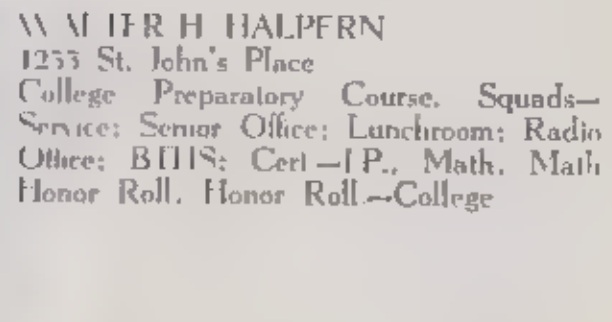 WALTER H HALPERN
1255 St. John's Place
College Preparatory Course. Squads—
Service; Senior Office; Lunchroom; Radio
Office; Cert—I P., Math. Math
Honor Roll. Honor Roll.—College